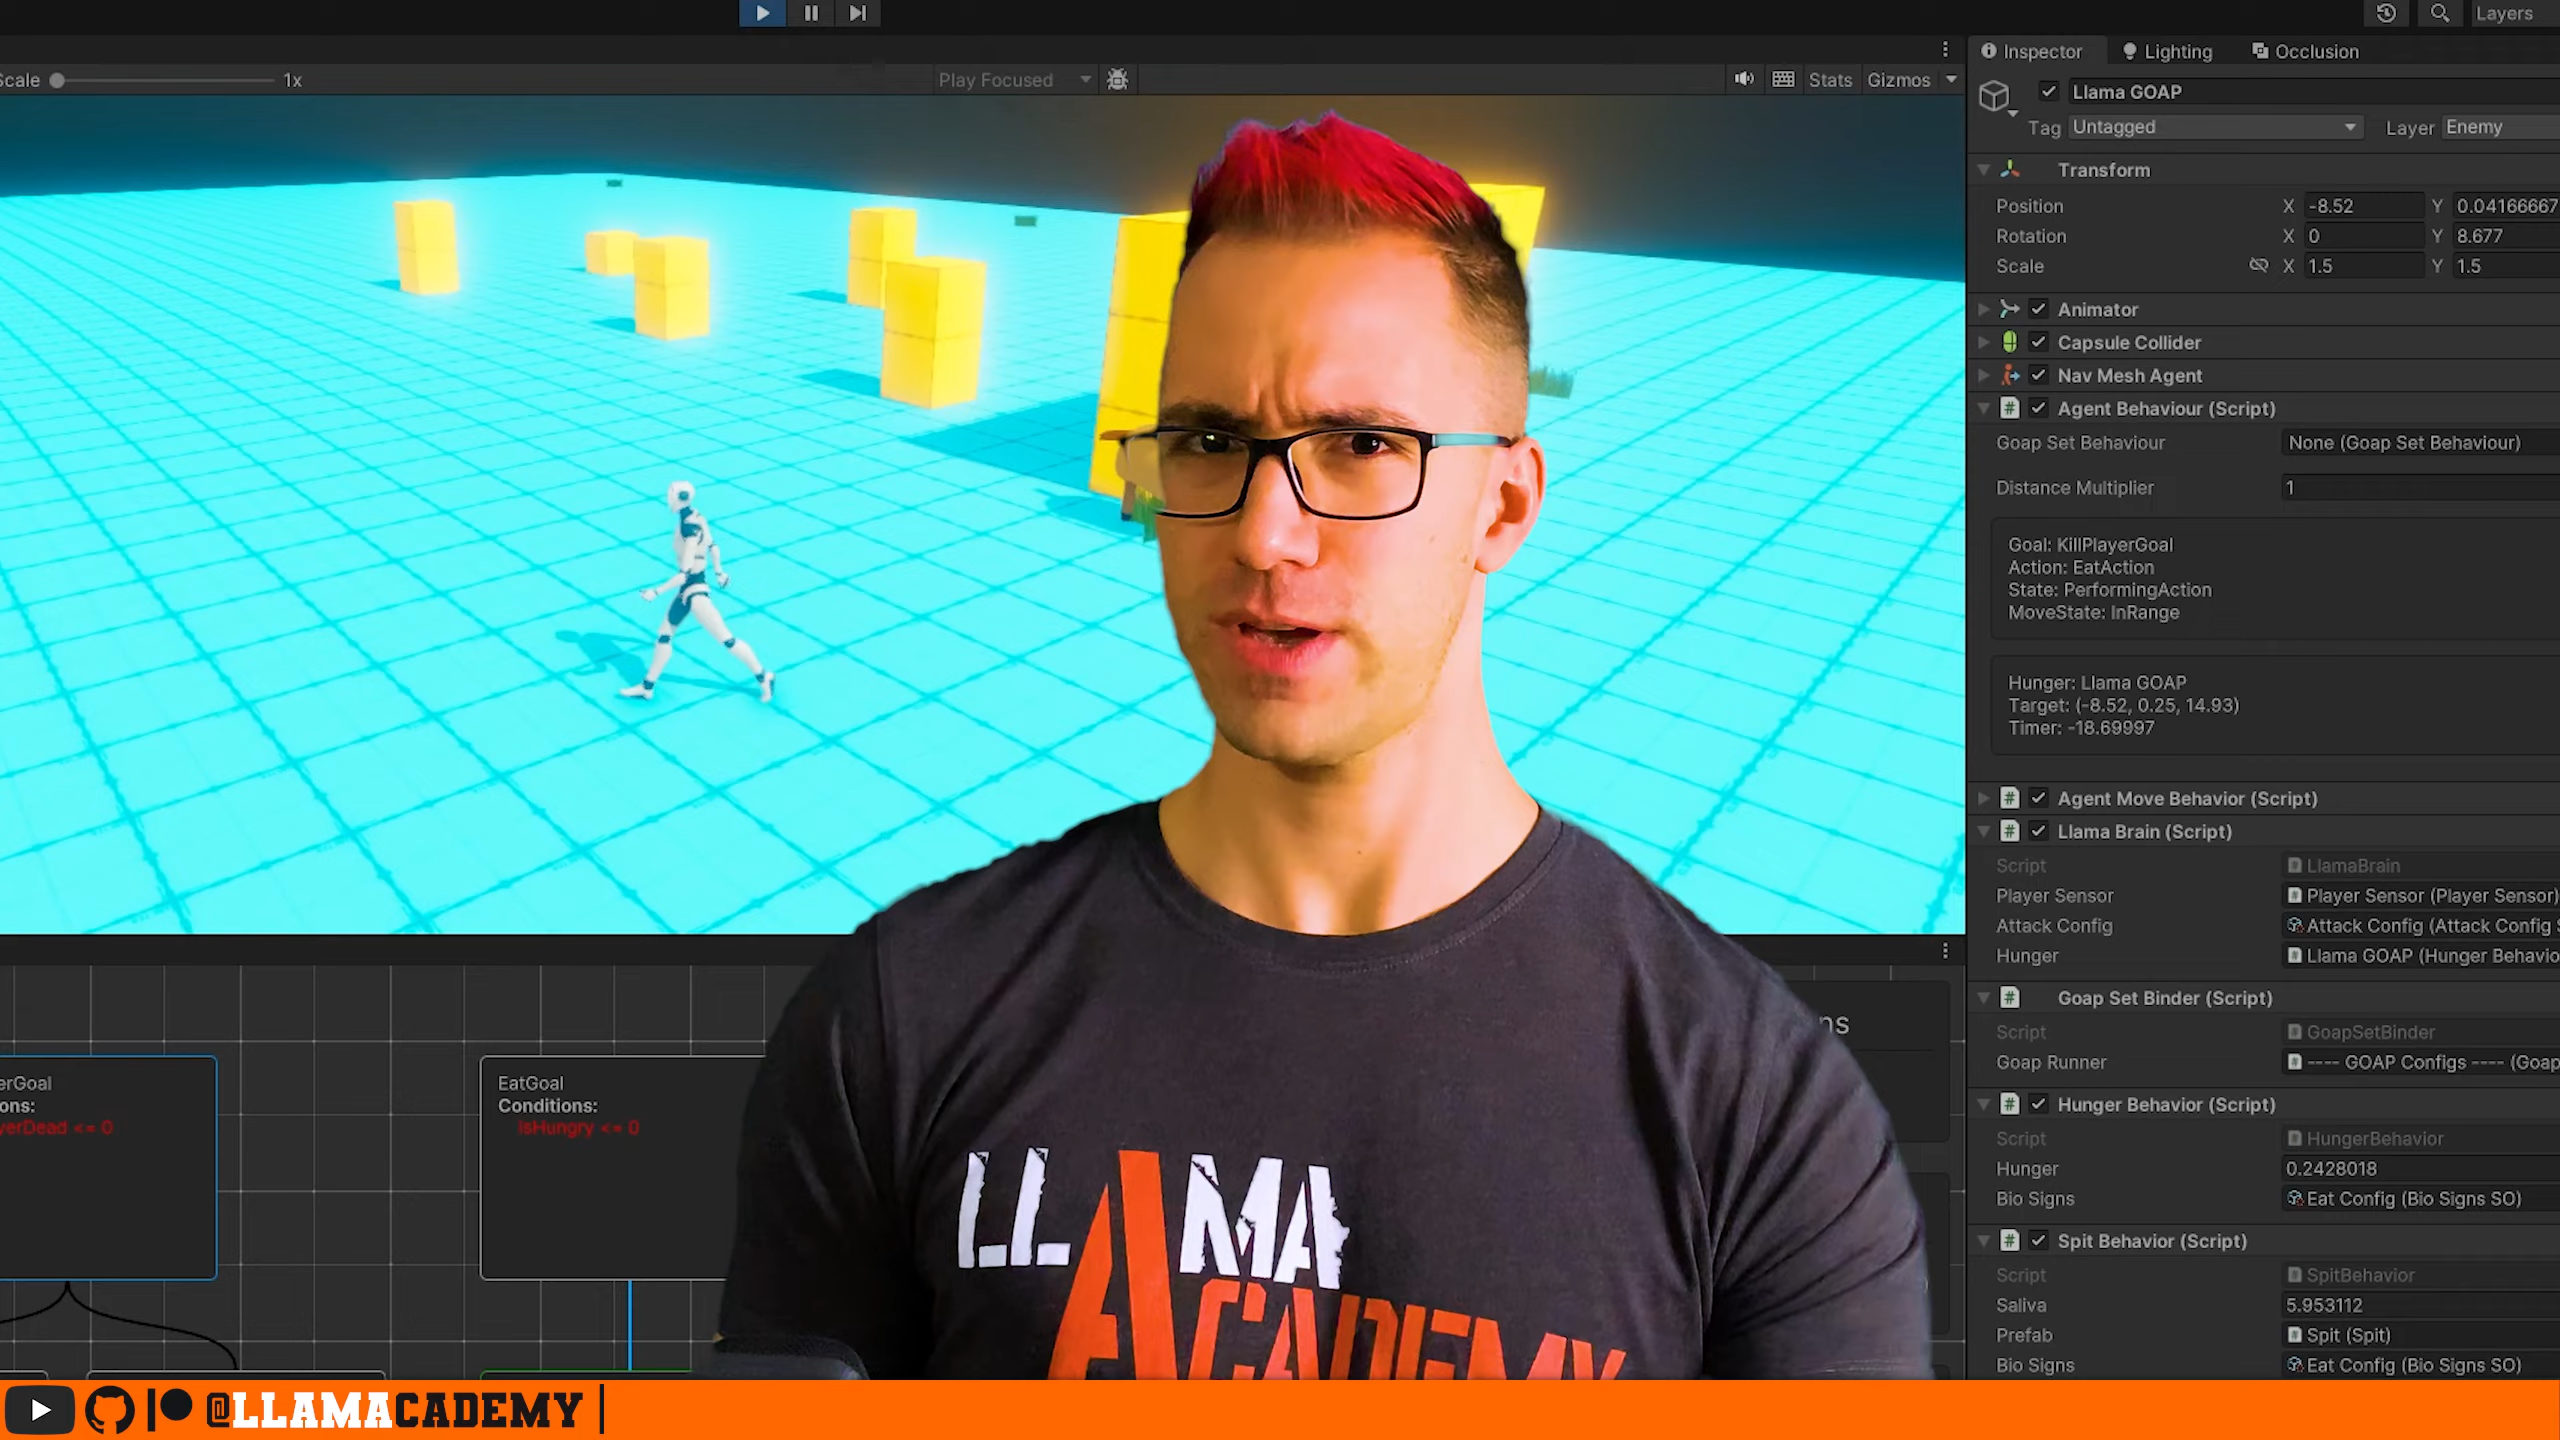 Layers
Inspector
Lighting
Occlusion
Scale
1x
Play Focused
Stats
Gizmos
Llama GOAP
Tag
Untagged
Layer
Enemy
Transform
Position
X
-8.52
Y
0.04166667
Rotation
X
0
Y
8.677
Scale
X
1.5
Y
1.5
Animator
Capsule Collider
Nav Mesh Agent
Agent Behaviour (Script)
Goap Set Behaviour
None (Goap Set Behaviour)
Distance Multiplier
1
Goal: KillPlayerGoal
Action: EatAction
State: PerformingAction
MoveState: InRange
Hunger: Llama GOAP
Target: (-8.52, 0.25, 14.93)
Timer: -18.69997
Agent Move Behavior (Script)
Llama Brain (Script)
Script
LlamaBrain
Player Sensor
Player Sensor (Player Sensor)
Attack Config
Attack Config (Attack Config S
Hunger
Llama GOAP (Hunger Behavio
Goap Set Binder (Script)
Script
GoapSetBinder
Goap Runner
---- GOAP Configs ---- (Goap
Hunger Behavior (Script)
Script
HungerBehavior
Hunger
0.2428018
Bio Signs
Eat Config (Bio Signs SO)
Spit Behavior (Script)
Script
SpitBehavior
Saliva
5.953112
Prefab
Spit (Spit)
Bio Signs
Eat Config (Bio Signs SO)
erGoal
ons:
yerDead <= 0
EatGoal
Conditions:
IsHungry <= 0
ns
LLAMA
ACADEMY
@LLAMACADEMY